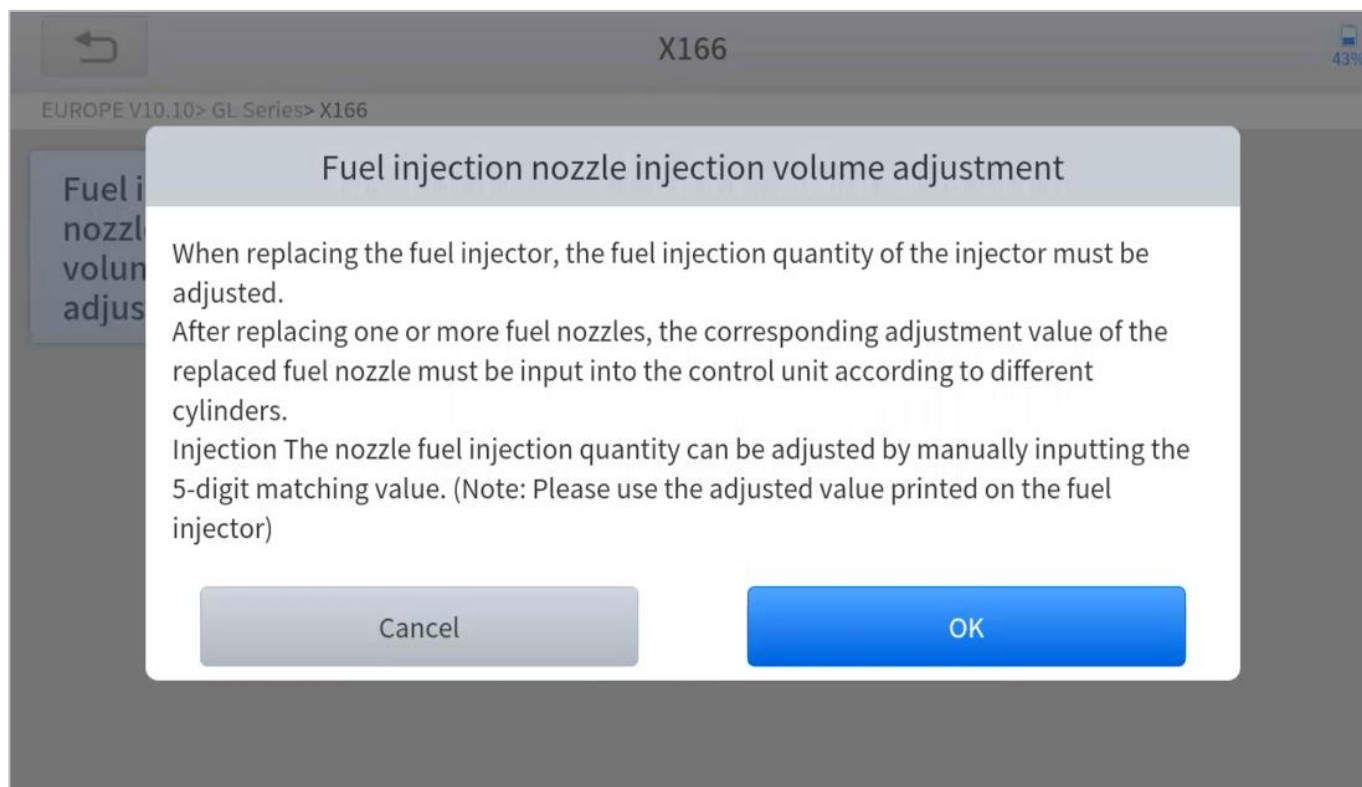 X166
43%
EUROPE V10.10> GL Series> X166
Fuel i
nozzl
volun
adjus
Fuel injection nozzle injection volume adjustment
When replacing the fuel injector, the fuel injection quantity of the injector must be
adjusted.
After replacing one or more fuel nozzles, the corresponding adjustment value of the
replaced fuel nozzle must be input into the control unit according to different
cylinders.
Injection The nozzle fuel injection quantity can be adjusted by manually inputting the
5-digit matching value. (Note: Please use the adjusted value printed on the fuel
injector)
Cancel
OK